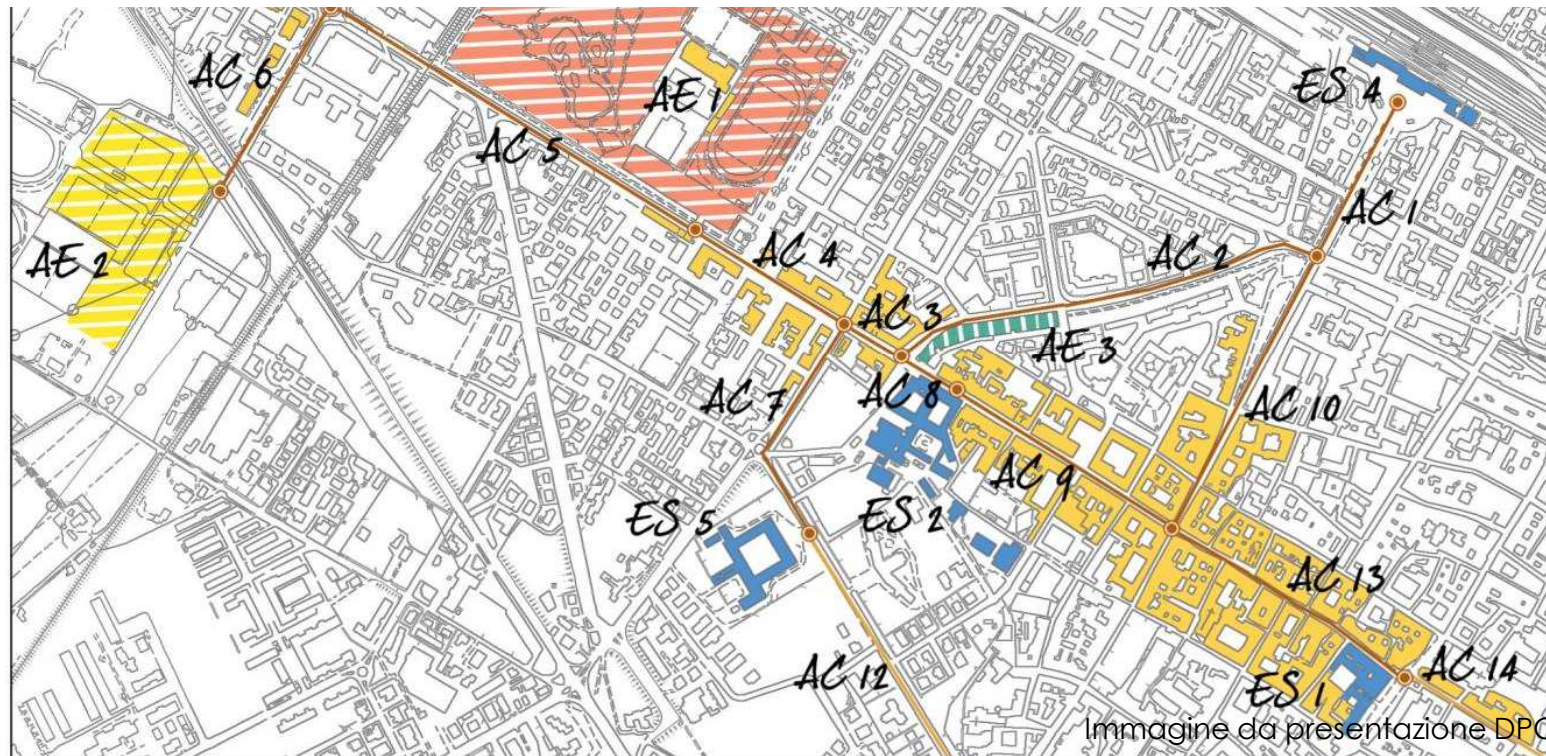 AC 6
AE 1
ES 4
AC 5
AC 1
AE 2
AC 4
AC 2
AC 3
AE 3
AC 7
AC 8
AC 10
AC 9
ES 5
ES 2
AC 13
AC 12
ES 1
AC 14
Immagine da presentazione DPC